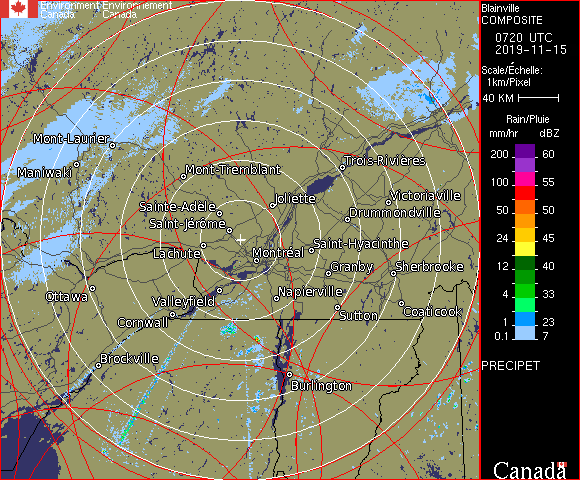 Environment Environnement
Canada Canada
Blainville
COMPOSITE
0720 UTC
2019-11-15
Scale/Échelle:
1km/Pixel
40 KM
Rain/Pluie
mm/hr dBZ
200 60
100 55
50 50
24 45
12 40
4 33
1 23
0.1 7
PRECIPET
Canada
Mont-Laurier
Maniwaki
Mont-Tremblant
Trois-Rivières
Joliette
Victoriaville
Sainte-Adèle
Drummondville
Saint-Jérôme
Lachute
Saint-Hyacinthe
Montréal
Granby
Sherbrooke
Ottawa
Valleyfield
Napierville
Cornwall
Sutton
Coaticook
Brockville
Burlington